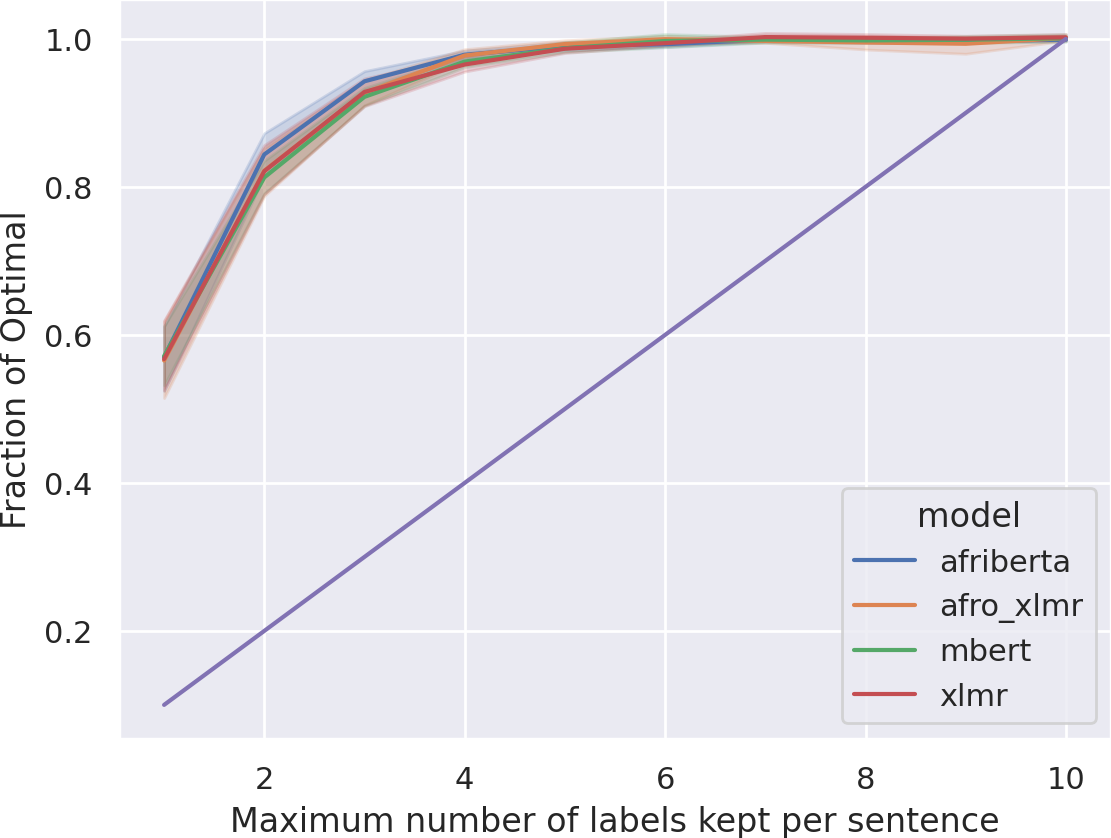 Fraction of Optimal
1.0
0.8
0.6
0.4
0.2
2 4 6 8 10
Maximum number of labels kept per sentence
model
afriberta
afro_xlmr
mbert
xlmr